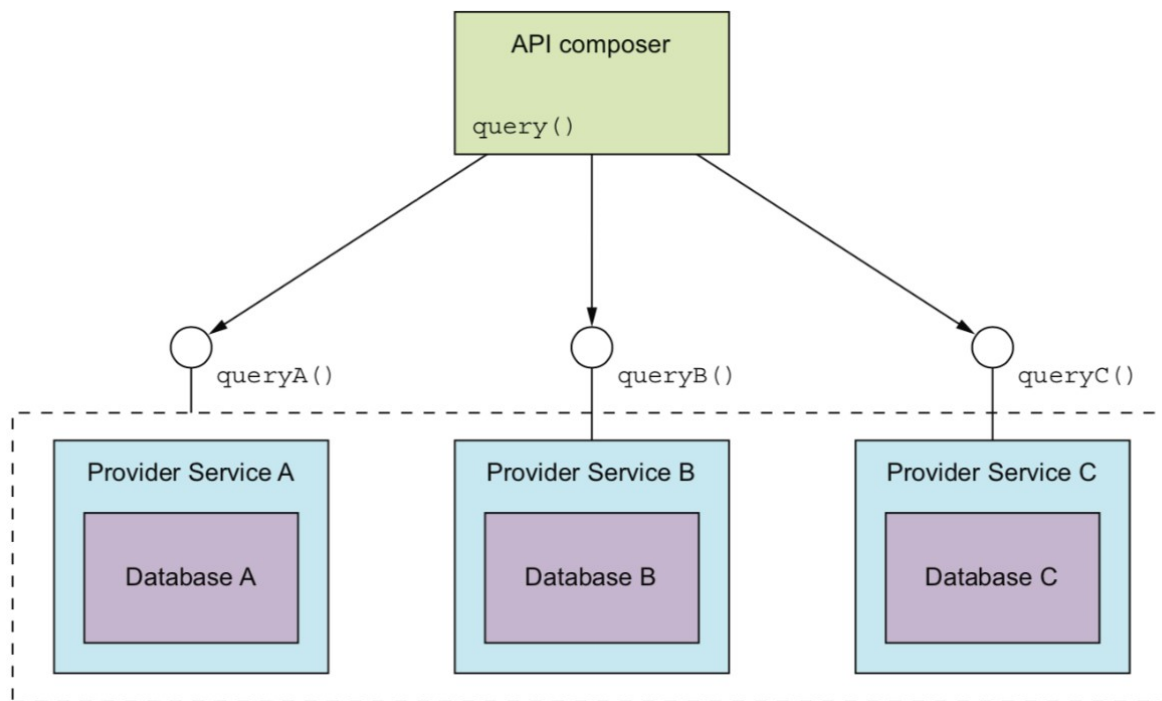 API composer
query()
queryA()
queryB()
queryC()
Provider Service A
Provider Service B
Provider Service C
Database A
Database B
Database C